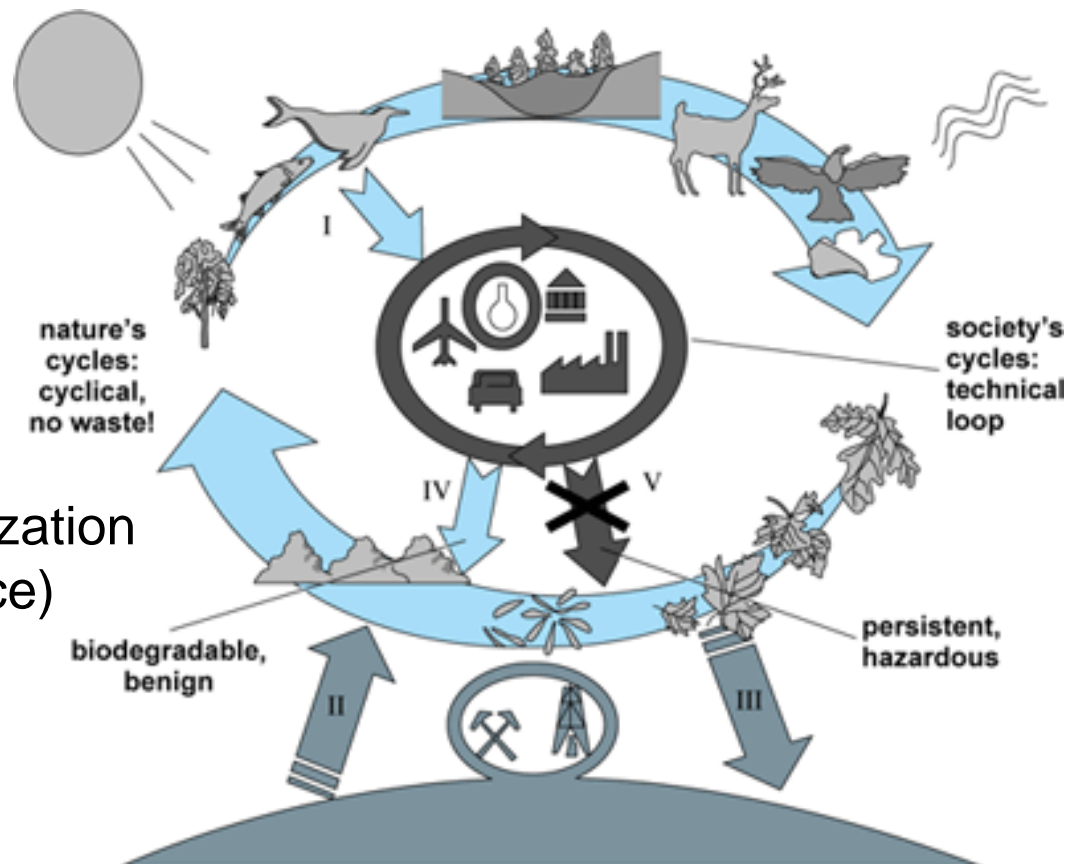 I
nature's
cycles:
cyclical,
no waste!
society's
cycles:
technical
loop
IV
V
zation
ce)
biodegradable,
benign
persistent,
hazardous
II
III